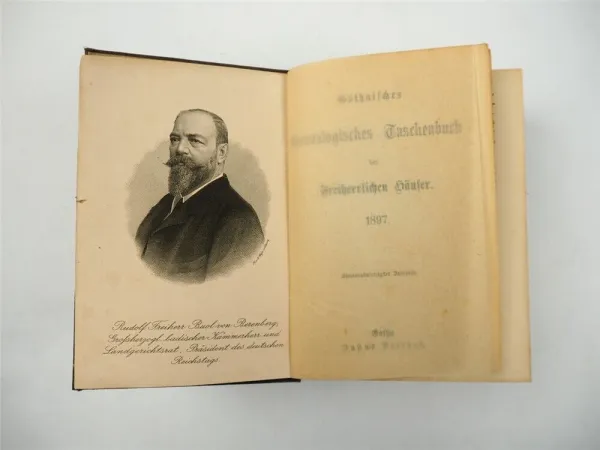 Rudolf Freiherr Buol von Berenberg,
Großherzogl. badischer Kammerherr und
Landgerichtsrat, Präsident des deutschen
Reichstags.
Gothaisches
Genealogisches Taschenbuch
der
Freiherrlichen Häuser.
1897.
Gotha
Justus Perthes.